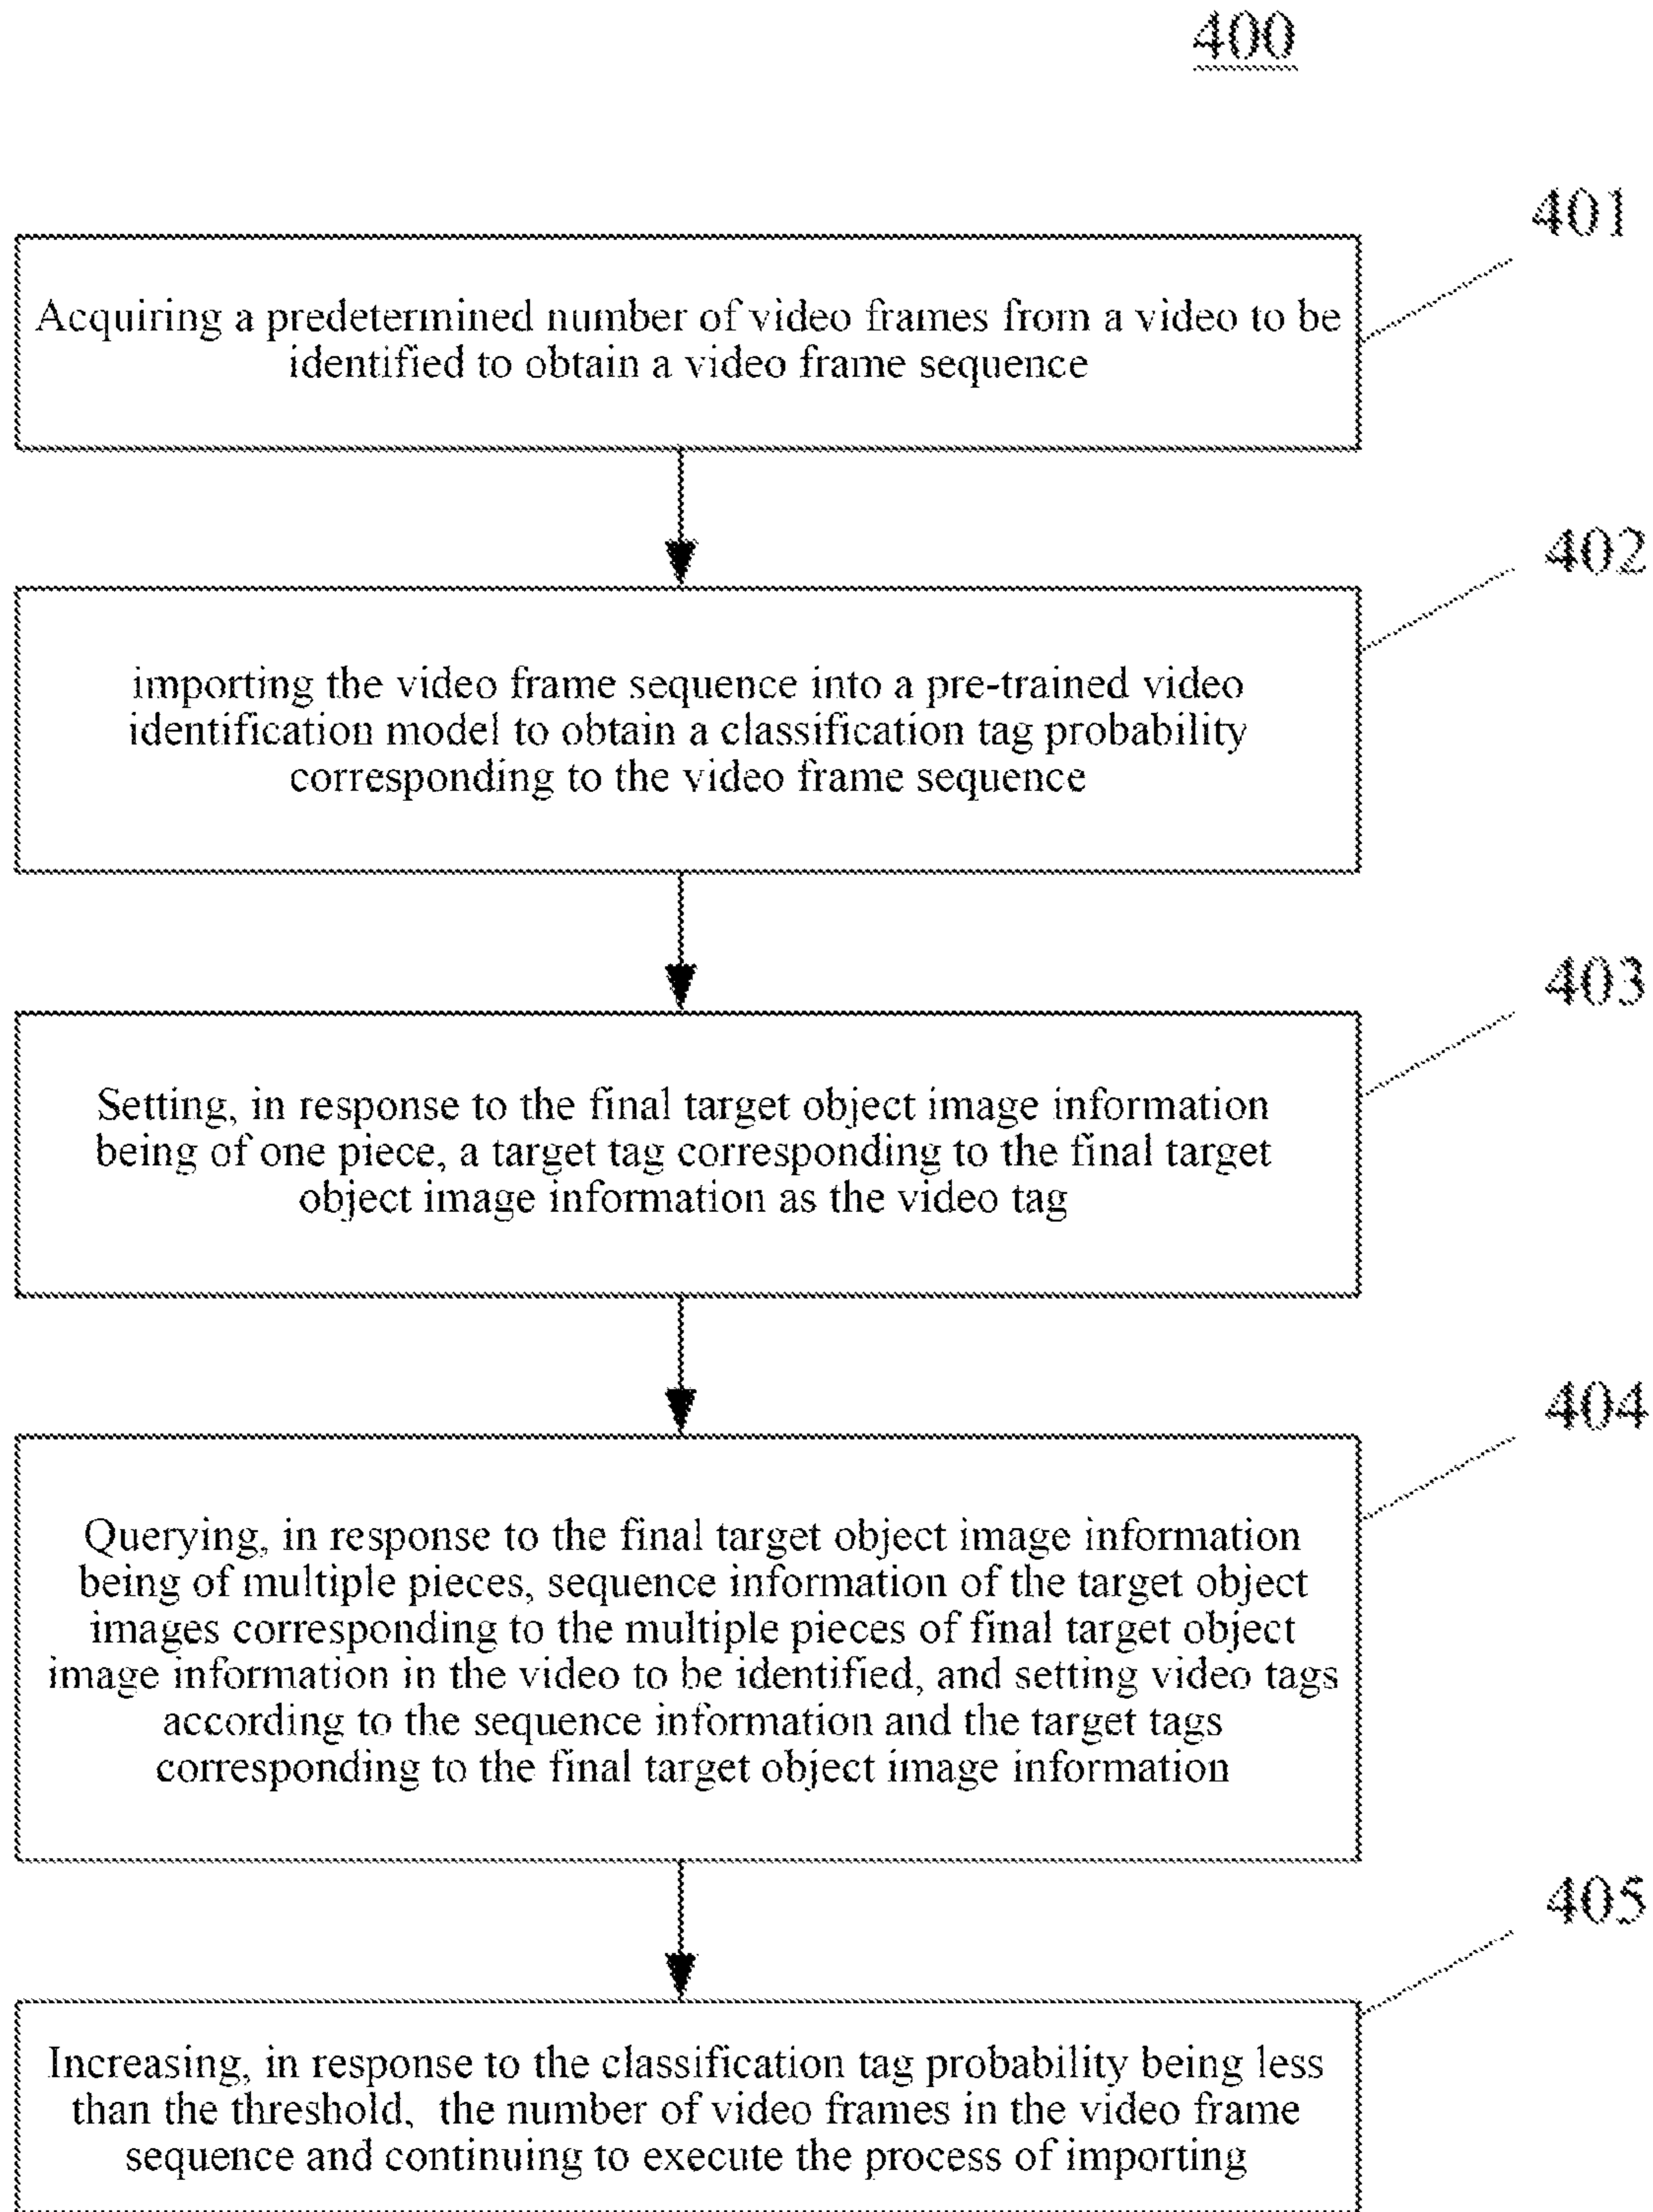 400
401
Acquiring a predetermined number of video frames from a video to be
identified to obtain a video frame sequence
402
importing the video frame sequence into a pre-trained video
identification model to obtain a classification tag probability
corresponding to the video frame sequence
403
Setting, in response to the final target object image information
being of one piece, a target tag corresponding to the final target
object image information as the video tag
404
Querying, in response to the final target object image information
being of multiple pieces, sequence information of the target object
images corresponding to the multiple pieces of final target object
image information in the video to be identified, and setting video tags
according to the sequence information and the target tags
corresponding to the final target object image information
405
Increasing, in response to the classification tag probability being less
than the threshold, the number of video frames in the video frame
sequence and continuing to execute the process of importing